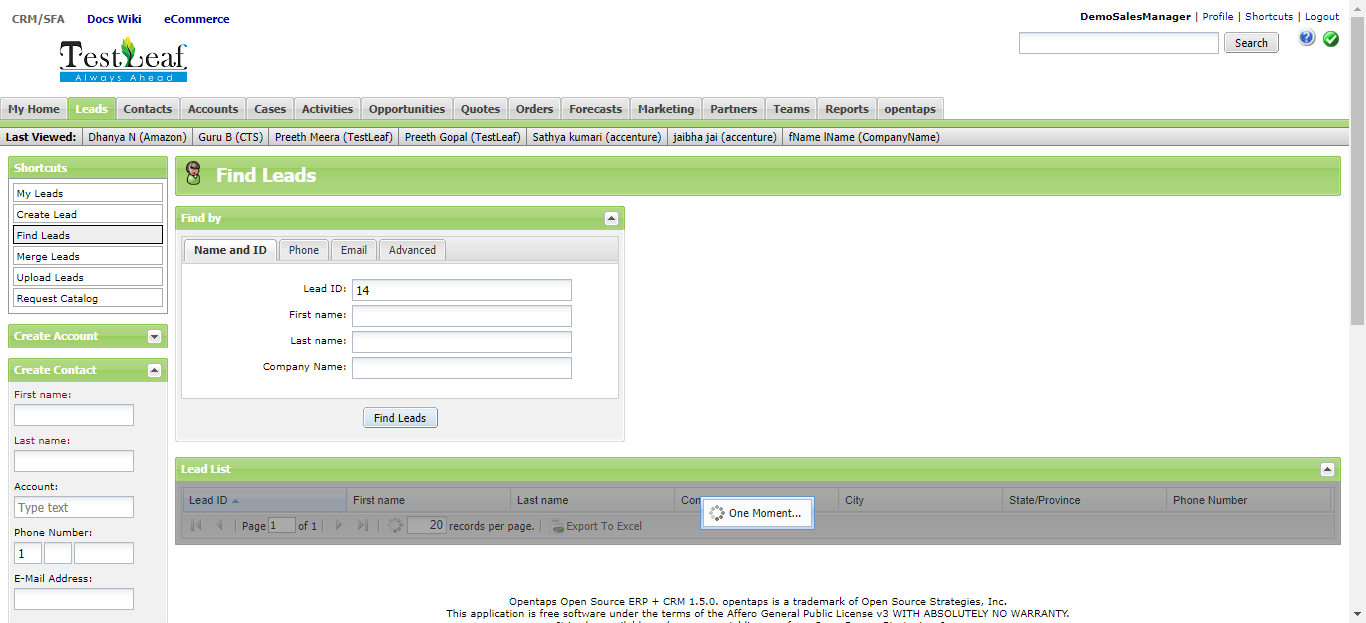 CRM/SFA Docs Wiki eCommerce
DemoSalesManager | Profile | Shortcuts | Logout
Search
TestLeaf
Always Ahead
My Home Leads Contacts Accounts Cases Activities Opportunities Quotes Orders Forecasts Marketing Partners Teams Reports opentaps
Last Viewed: Dhanya N (Amazon) Guru B (CTS) Preeth Meera (TestLeaf) Preeth Gopal (TestLeaf) Sathya kumari (accenture) jaibha jai (accenture) fName lName (CompanyName)
Shortcuts
My Leads
Create Lead
Find Leads
Merge Leads
Upload Leads
Request Catalog
Create Account
Create Contact
First name:
Last name:
Account:
Type text
Phone Number:
1
E-Mail Address:
Find Leads
Find by
Name and ID Phone Email Advanced
Lead ID: 14
First name:
Last name:
Company Name:
Find Leads
Lead List
Lead ID First name Last name City State/Province Phone Number
One Moment...
Page 1 of 1 20 records per page. Export To Excel
Opentaps Open Source ERP + CRM 1.5.0. opentaps is a trademark of Open Source Strategies, Inc.
This application is free software under the terms of the Affero General Public License v3 WITH ABSOLUTELY NO WARRANTY.